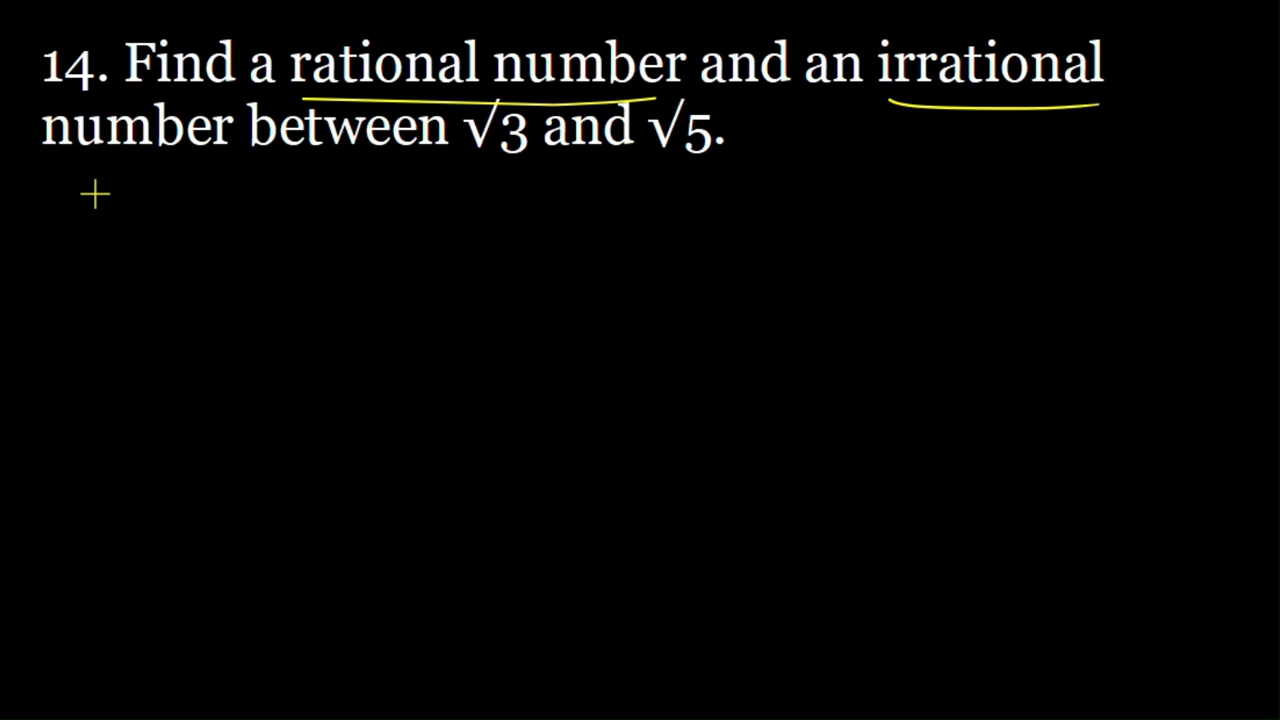 14. Find a rational number and an irrational
number between √3 and √5.